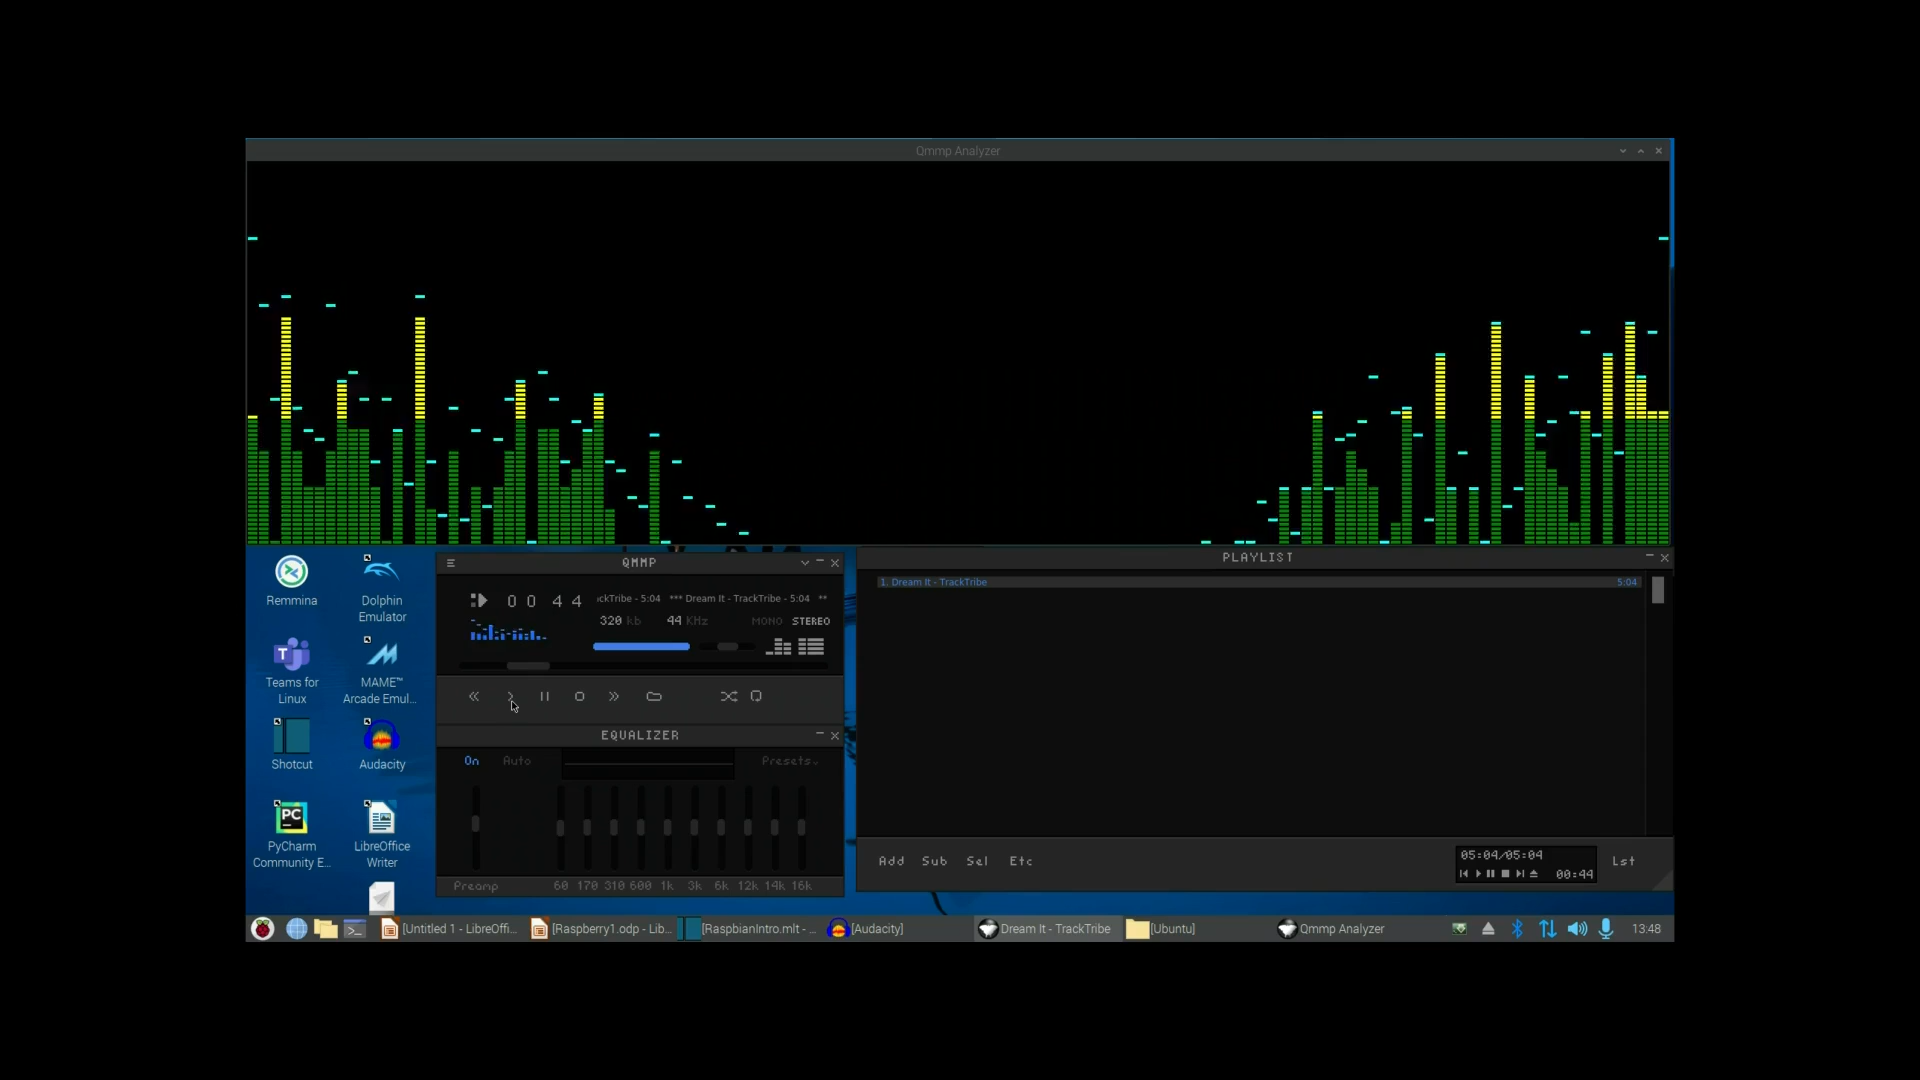 Qmmp Analyzer
Remmina
Dolphin
Emulator
Teams for
Linux
MAME™
Arcade Emul...
Shotcut
Audacity
PyCharm
Community E...
LibreOffice
Writer
QMMP
00 44
ckTribe - 5:04 *** Dream It - TrackTribe - 5:04 **
320 kb 44 KHz MONO STEREO
EQUALIZER
On Auto Presets
Preamp 60 170 310 600 1k 3k 6k 12k 14k 16k
PLAYLIST
1. Dream It - TrackTribe 5:04
Add Sub Sel Etc
05:04/05:04
00:44
Lst
[Untitled 1 - LibreOffi... [Raspberry1.odp - Lib... [RaspbianIntro.mlt - ... [Audacity] Dream It - TrackTribe [Ubuntu] Qmmp Analyzer 13:48